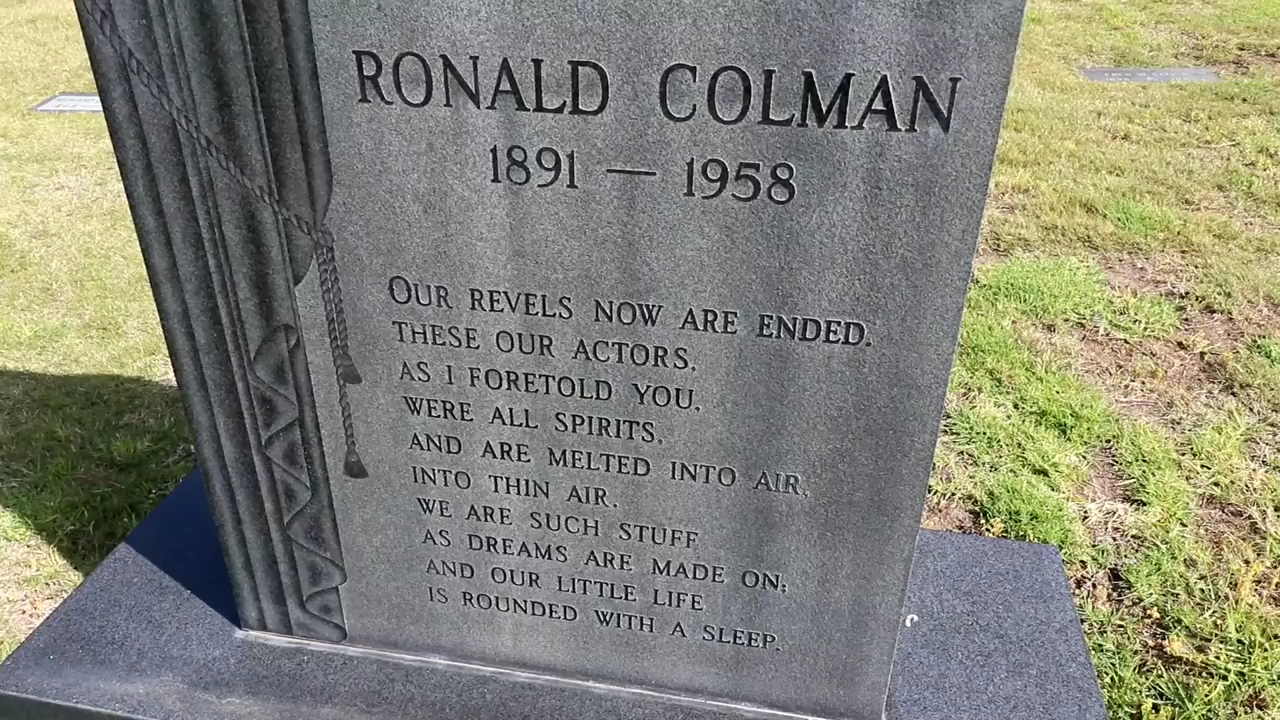 RONALD COLMAN
1891 — 1958
OUR REVELS NOW ARE ENDED.
THESE OUR ACTORS,
AS I FORETOLD YOU,
WERE ALL SPIRITS,
AND ARE MELTED INTO AIR,
INTO THIN AIR.
WE ARE SUCH STUFF
AS DREAMS ARE MADE ON;
AND OUR LITTLE LIFE
IS ROUNDED WITH A SLEEP.